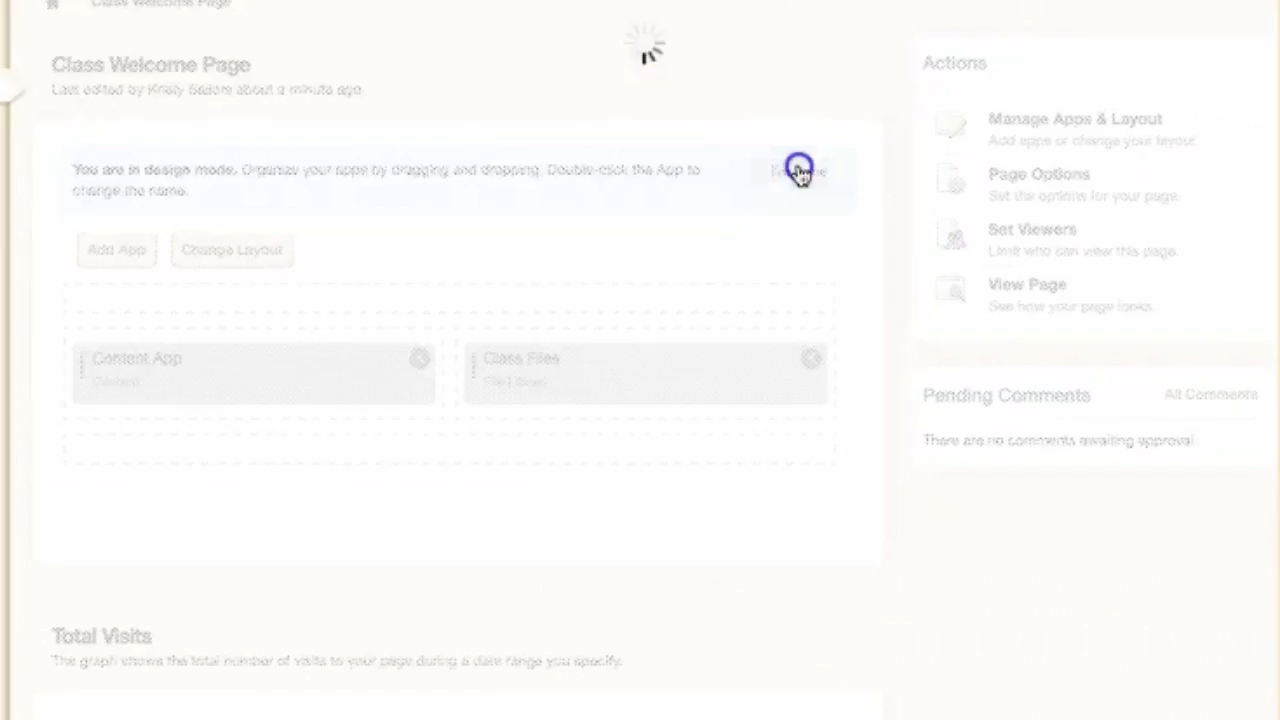 Class Welcome Page
Class Welcome Page
Last edited by Kristy about a minute ago.
You are in design mode. Organize your apps by dragging and dropping. Double-click the App to
change the name.
Add App
Change Layout
Content App
Content
Class Files
Total Visits
The graph shows the total number of visits to your page during a date range you specify.
Actions
Manage Apps & Layout
Add apps or change your layout.
Page Options
Set the options for your page.
Set Viewers
Limit who can view this page.
View Page
See how your page looks.
Pending Comments
All Comments
There are no comments awaiting approval.